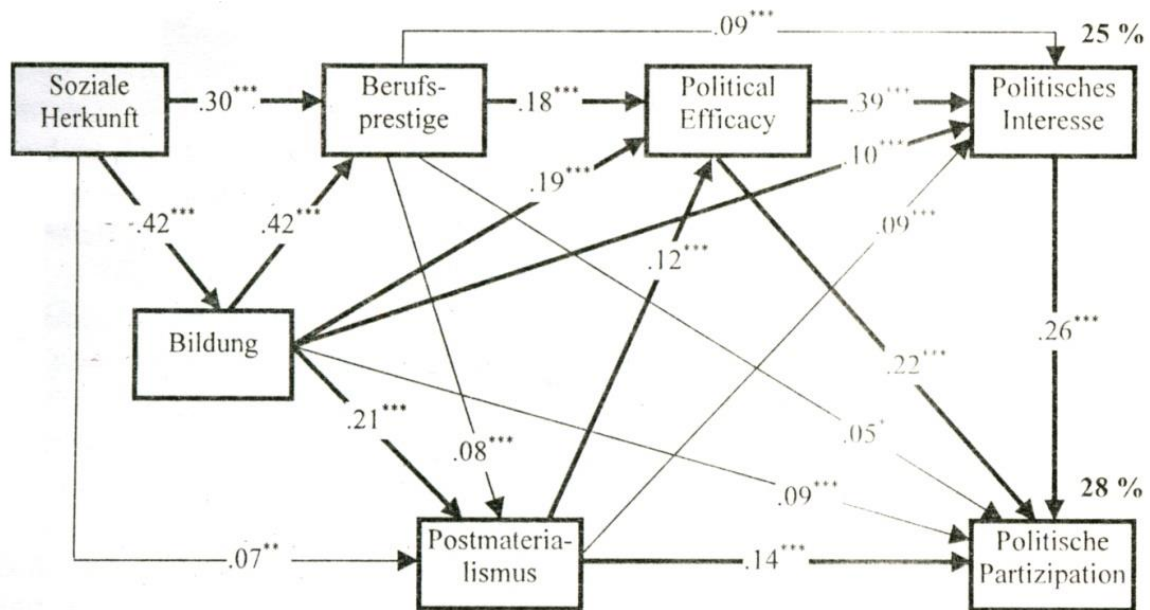 .09***
25 %
Soziale
Herkunft
.30***
Berufs-
prestige
.18***
Political
Efficacy
.39***
Politisches
Interesse
.10***
.19***
.09***
.42***
.42***
.12***
Bildung
.26***
.22***
.21***
.05*
.08***
.09***
28 %
.07**
Postmateria-
lismus
.14***
Politische
Partizipation